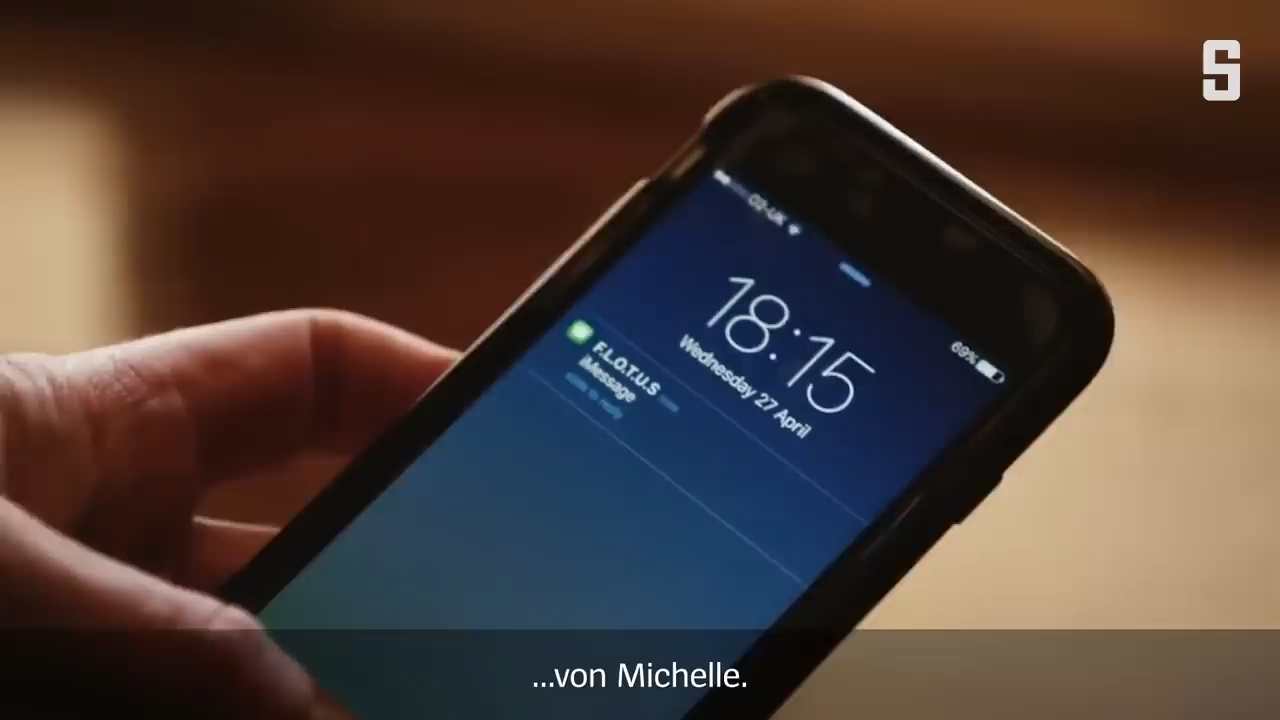 S
O2-UK
69%
18:15
Wednesday 27 April
F.L.O.T.U.S
iMessage
...von Michelle.